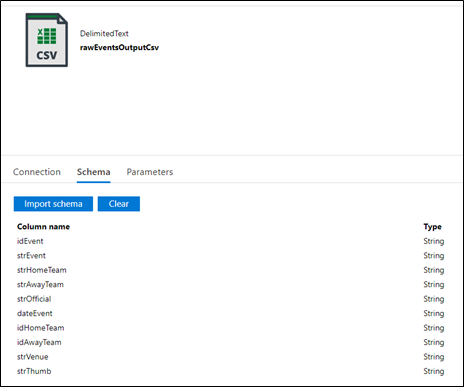 CSV
DelimitedText
rawEventsOutputCsv
Connection Schema Parameters
Import schema Clear
Column name Type
idEvent String
strEvent String
strHomeTeam String
strAwayTeam String
strOfficial String
dateEvent String
idHomeTeam String
idAwayTeam String
strVenue String
strThumb String